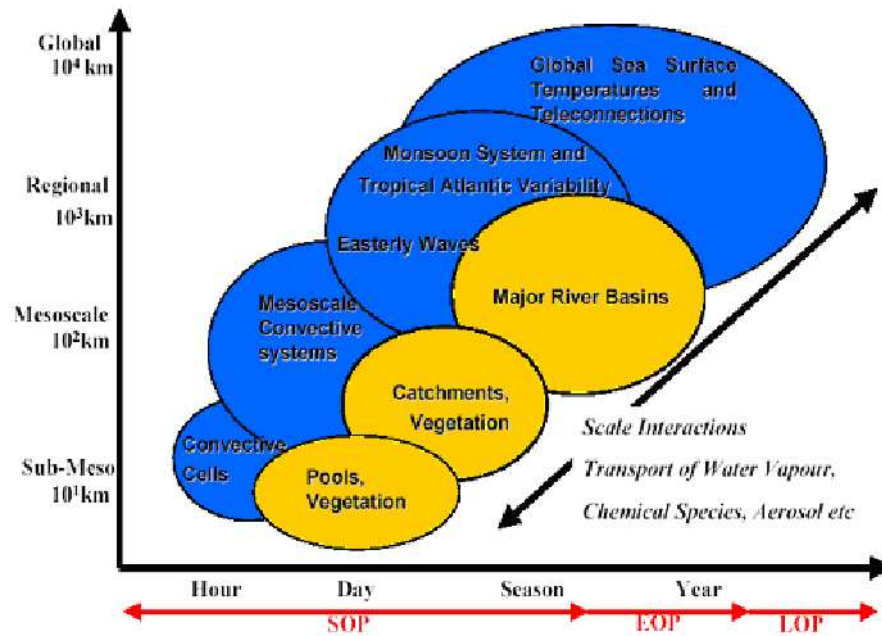 Global
10⁴ km
Regional
10³km
Mesoscale
10²km
Sub-Meso
10¹km
Global Sea Surface
Temperatures and
Teleconnections
Monsoon System and
Tropical Atlantic Variability
Easterly Waves
Major River Basins
Mesoscale
Convective
systems
Catchments,
Vegetation
Convective
Cells
Pools,
Vegetation
Scale Interactions
Transport of Water Vapour,
Chemical Species, Aerosol etc
Hour Day Season Year
SOP EOP LOP